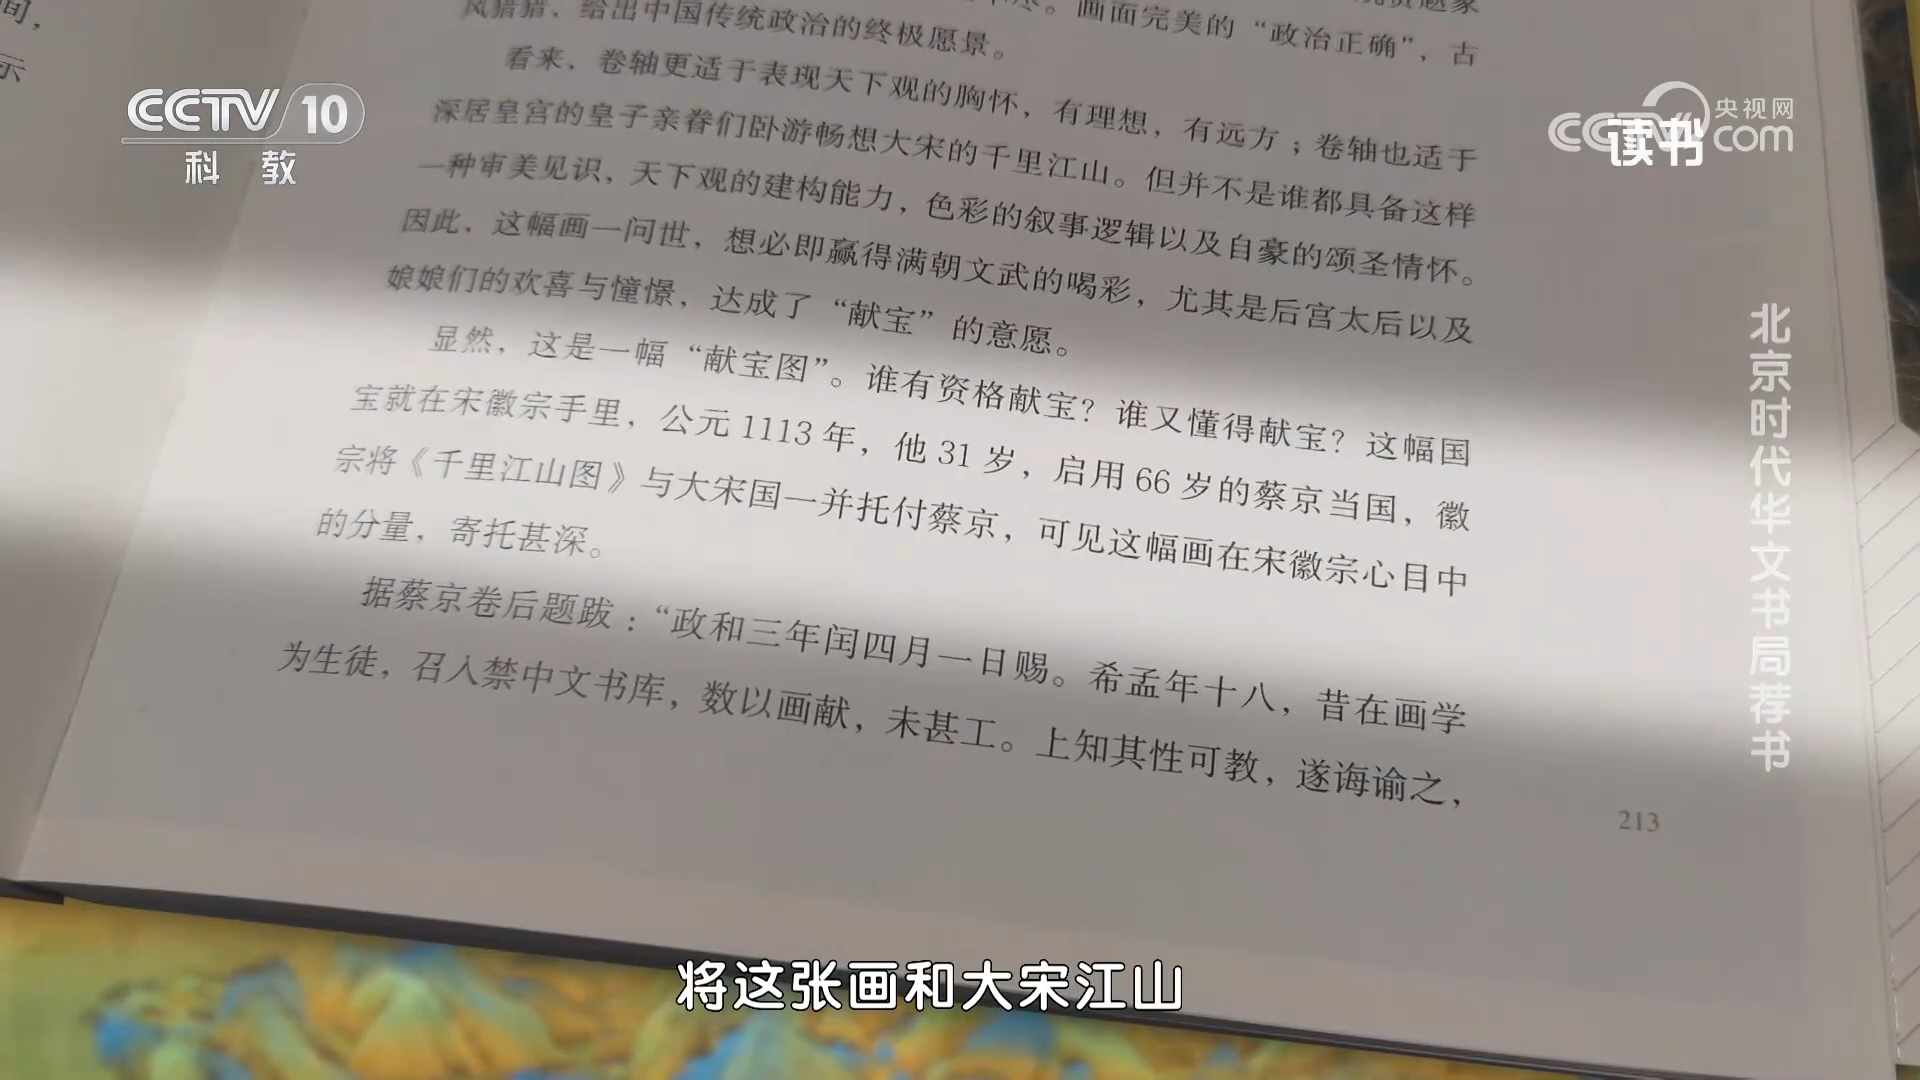 间，
示
画面完美的“政治正确”，古
风猎猎，给出中国传统政治的终极愿景。
看来，卷轴更适于表现天下观的胸怀，有理想，有远方；卷轴也适于
深居皇宫的皇子亲眷们卧游畅想大宋的千里江山。但并不是谁都具备这样
一种审美见识，天下观的建构能力，色彩的叙事逻辑以及自豪的颂圣情怀。
因此，这幅画一问世，想必即赢得满朝文武的喝彩，尤其是后宫太后以及
娘娘们的欢喜与憧憬，达成了“献宝”的意愿。
显然，这是一幅“献宝图”。谁有资格献宝？谁又懂得献宝？这幅国
宝就在宋徽宗手里，公元1113年，他31岁，启用66岁的蔡京当国，徽
宗将《千里江山图》与大宋国一并托付蔡京，可见这幅画在宋徽宗心目中
的分量，寄托甚深。
据蔡京卷后题跋：“政和三年闰四月一日赐。希孟年十八，昔在画学
为生徒，召入禁中文书库，数以画献，未甚工。上知其性可教，遂诲谕之，
213
CCTV 10
科教
央视网
CCTV.com
读书
北京时代华文书局荐书
将这张画和大宋江山